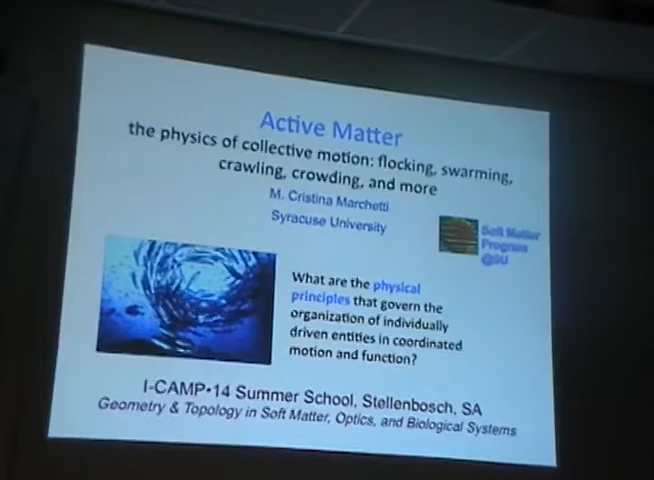 Active Matter
the physics of collective motion: flocking, swarming,
crawling, crowding, and more
M. Cristina Marchetti
Syracuse University
Soft Matter
Program
@SU
What are the physical
principles that govern the
organization of individually
driven entities in coordinated
motion and function?
I-CAMP•14 Summer School, Stellenbosch, SA
Geometry & Topology in Soft Matter, Optics, and Biological Systems